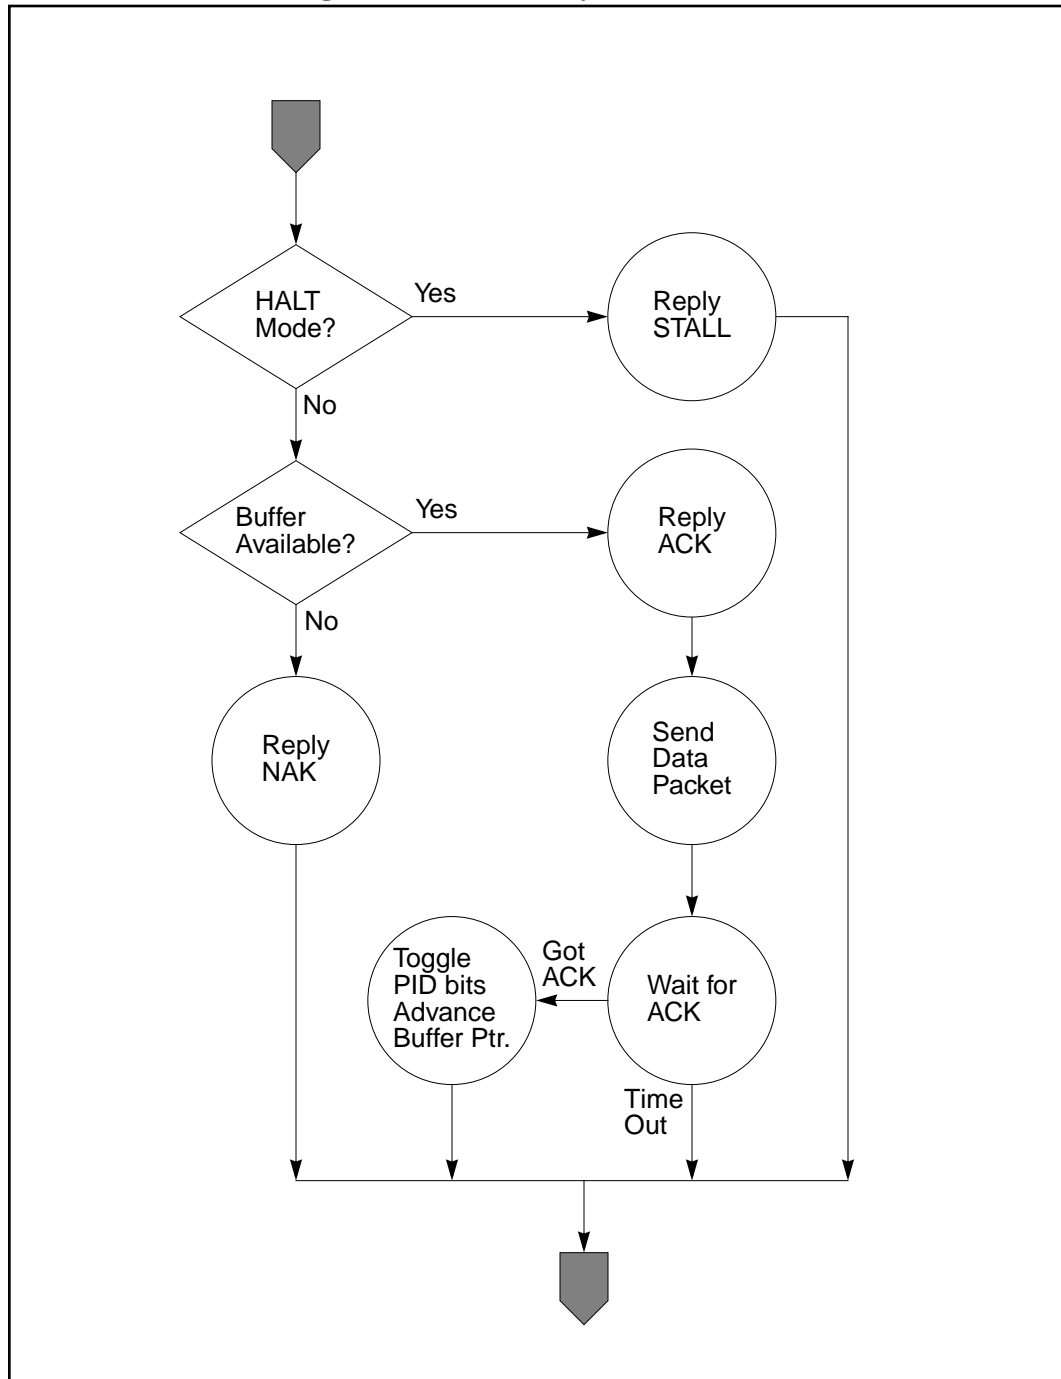 HALT
Mode?
Yes
Reply
STALL
No
Buffer
Available?
Yes
Reply
ACK
No
Reply
NAK
Send
Data
Packet
Toggle
PID bits
Advance
Buffer Ptr.
Got
ACK
Wait for
ACK
Time
Out